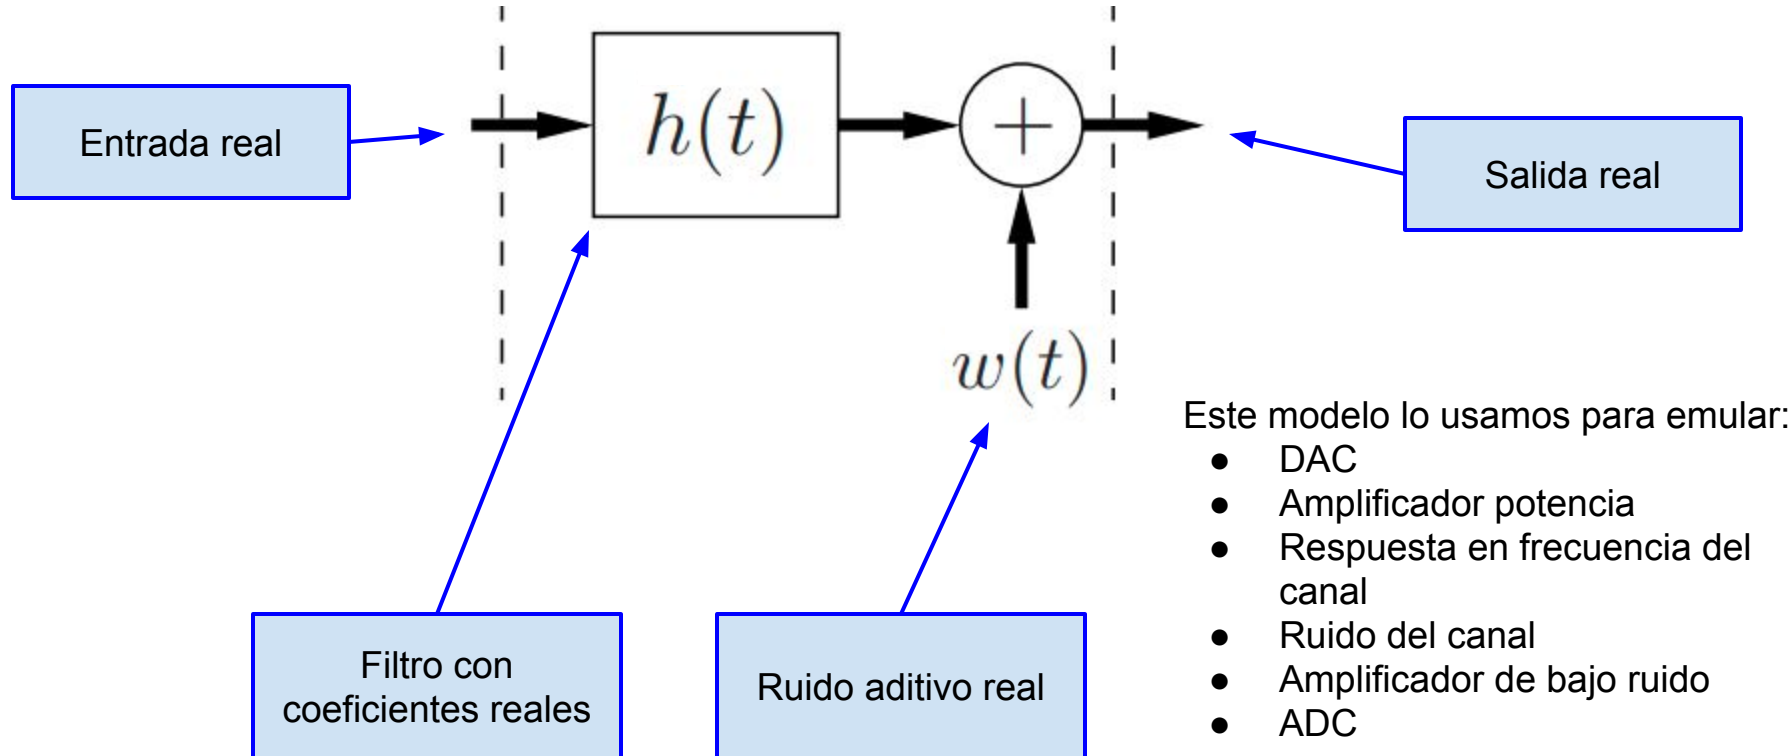 Entrada real
h(t)
+
Salida real
w(t)
Filtro con
coeficientes reales
Ruido aditivo real
Este modelo lo usamos para emular:
● DAC
● Amplificador potencia
● Respuesta en frecuencia del
canal
● Ruido del canal
● Amplificador de bajo ruido
● ADC